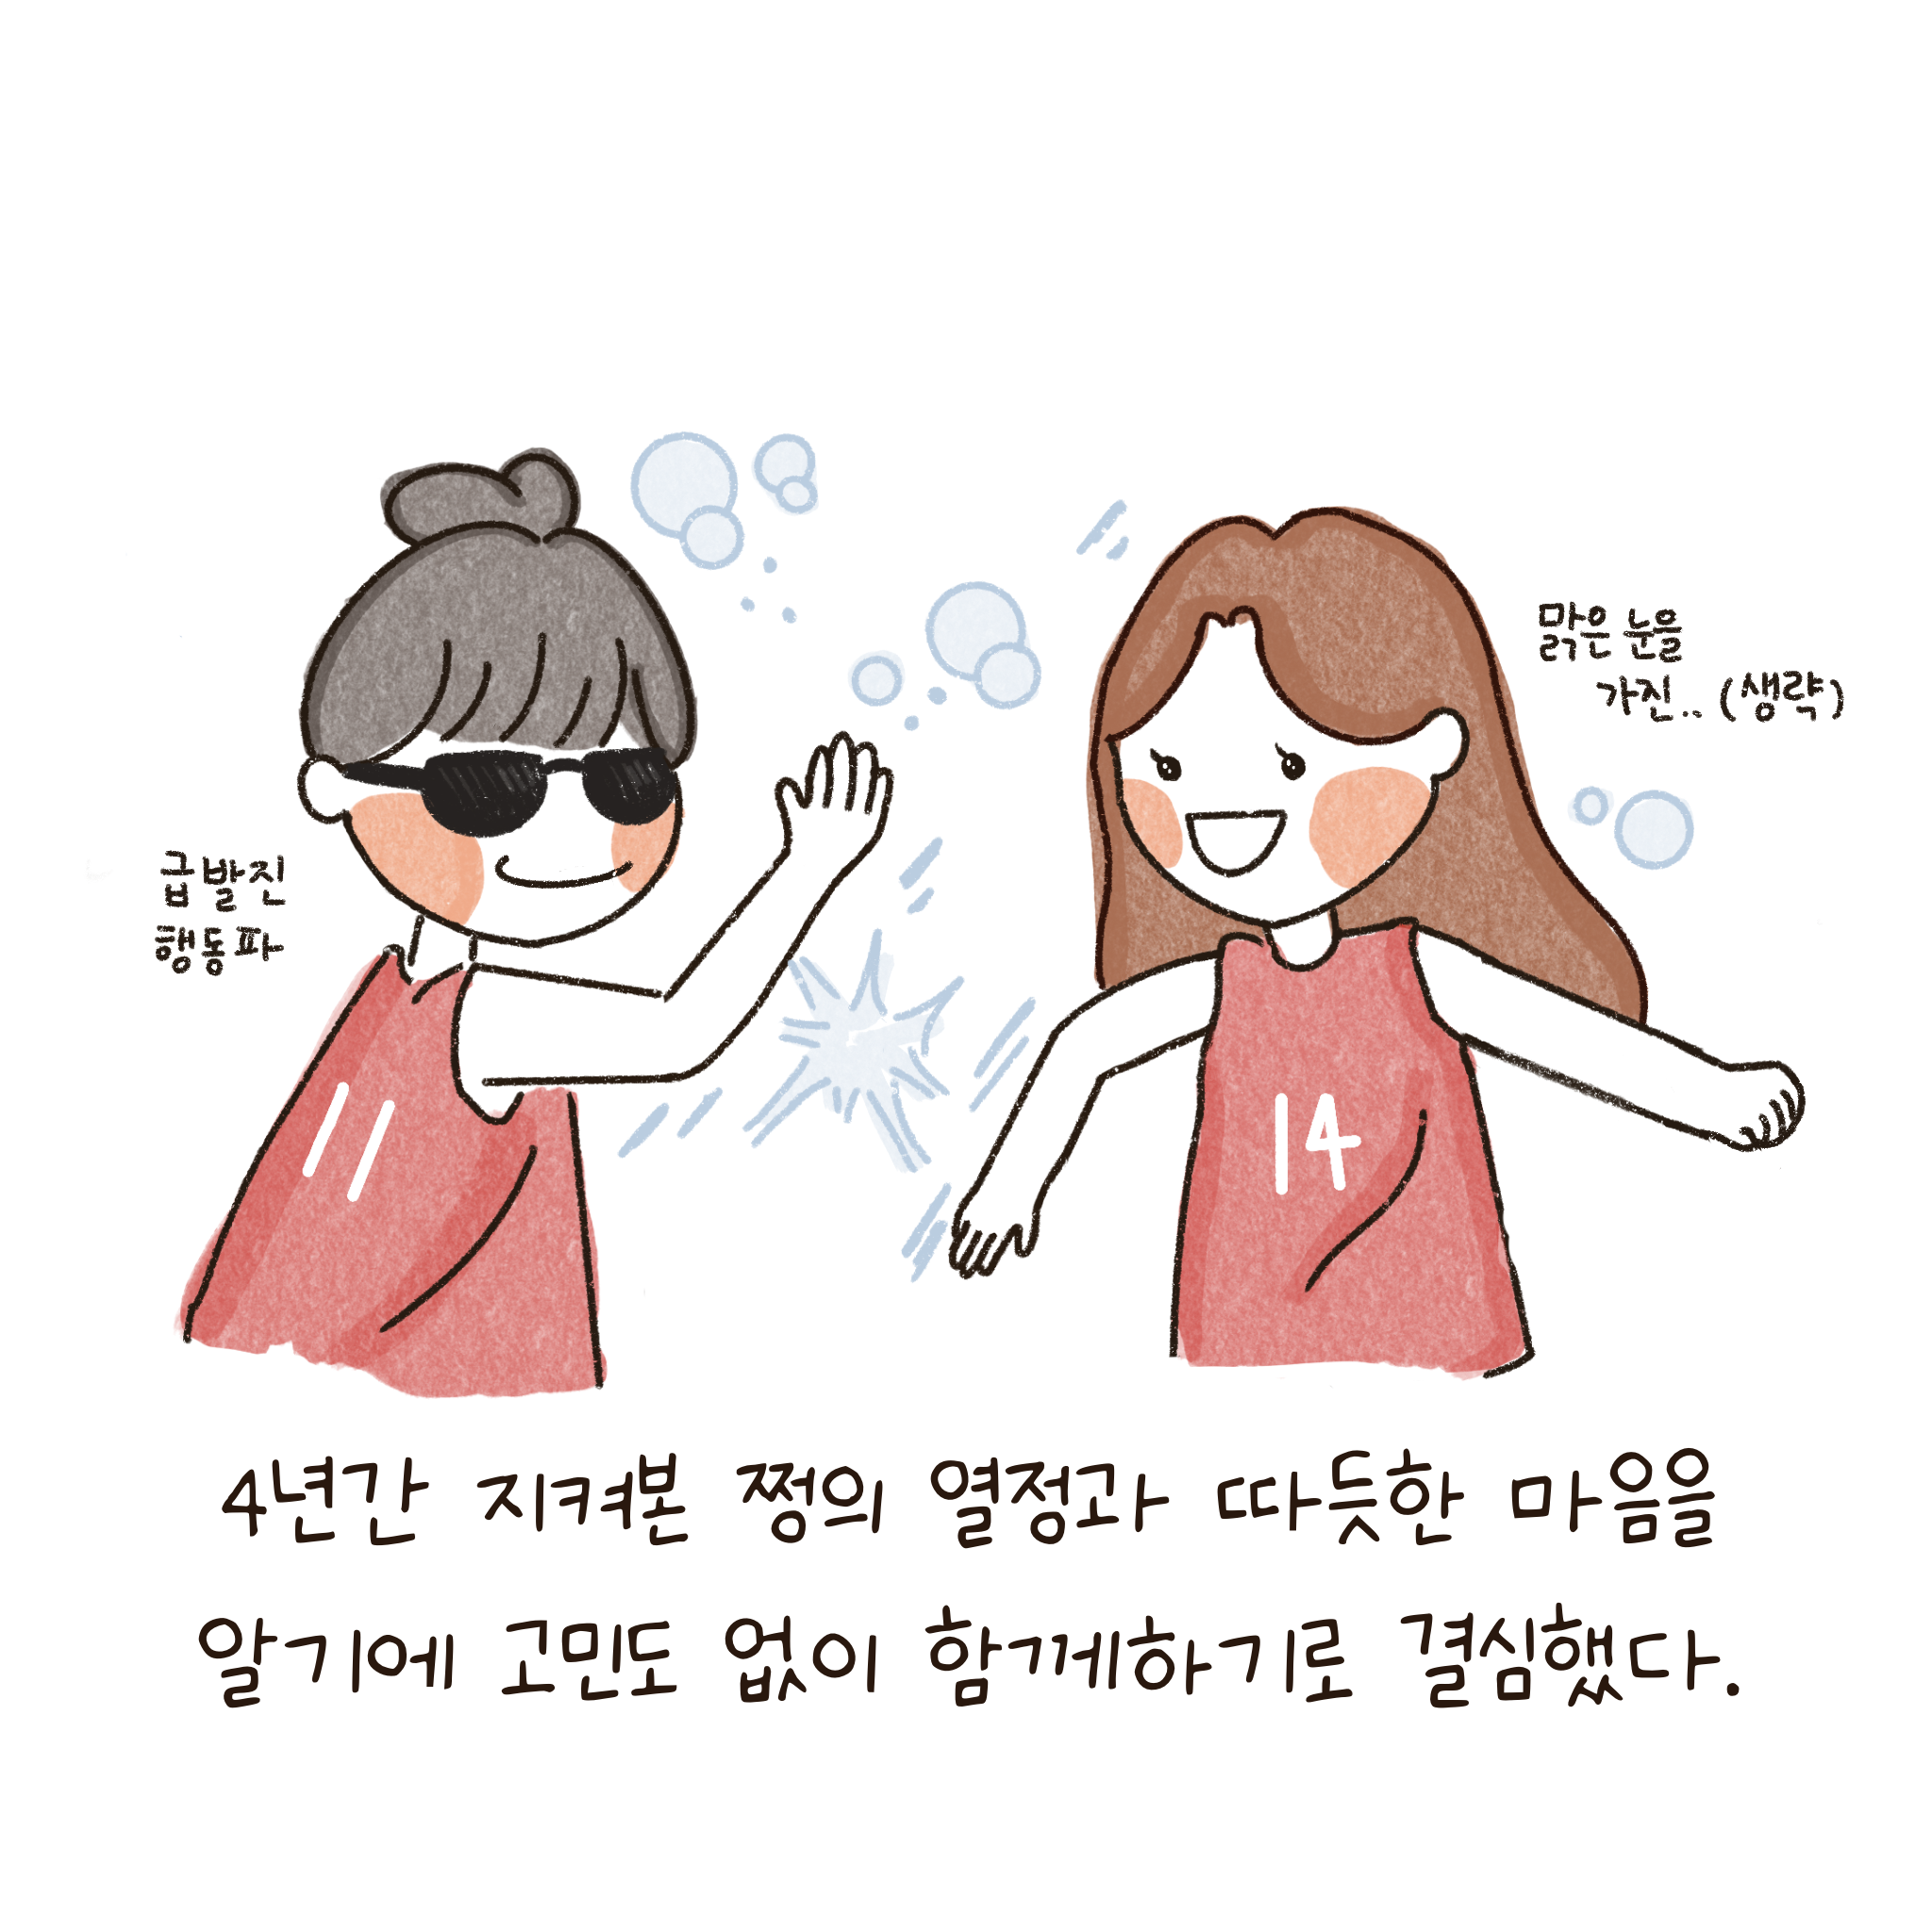 맑은 눈을
가진.. (생략)
급발진
행동파
11
14
4년간 지켜본 쩡의 열정과 따듯한 마음을
알기에 고민도 없이 함께하기로 결심했다.